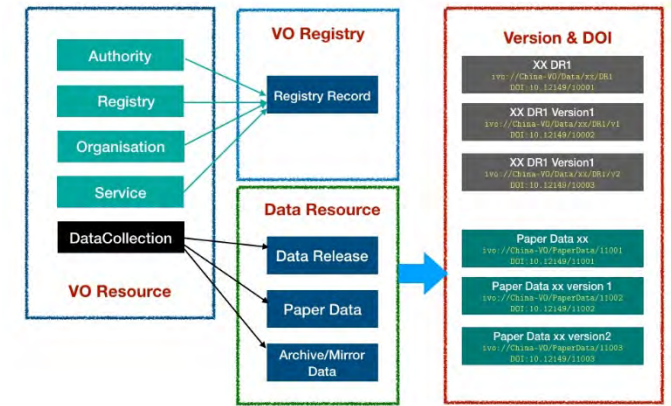 Authority
Registry
Organisation
Service
DataCollection
VO Resource
VO Registry
Registry Record
Data Resource
Data Release
Paper Data
Archive/Mirror
Data
Version & DOI
XX DR1
ivo://China-VO/Data/xx/DR1
DOI:10.12149/10001
XX DR1 Version1
ivo://China-VO/Data/xx/DR1/v1
DOI:10.12149/10002
XX DR1 Version1
ivo://China-VO/Data/xx/DR1/v2
DOI:10.12149/10003
Paper Data xx
ivo://China-VO/PaperData/11001
DOI:10.12149/11001
Paper Data xx version 1
ivo://China-VO/PaperData/11002
DOI:10.12149/11002
Paper Data xx version2
ivo://China-VO/PaperData/11003
DOI:10.12149/11003